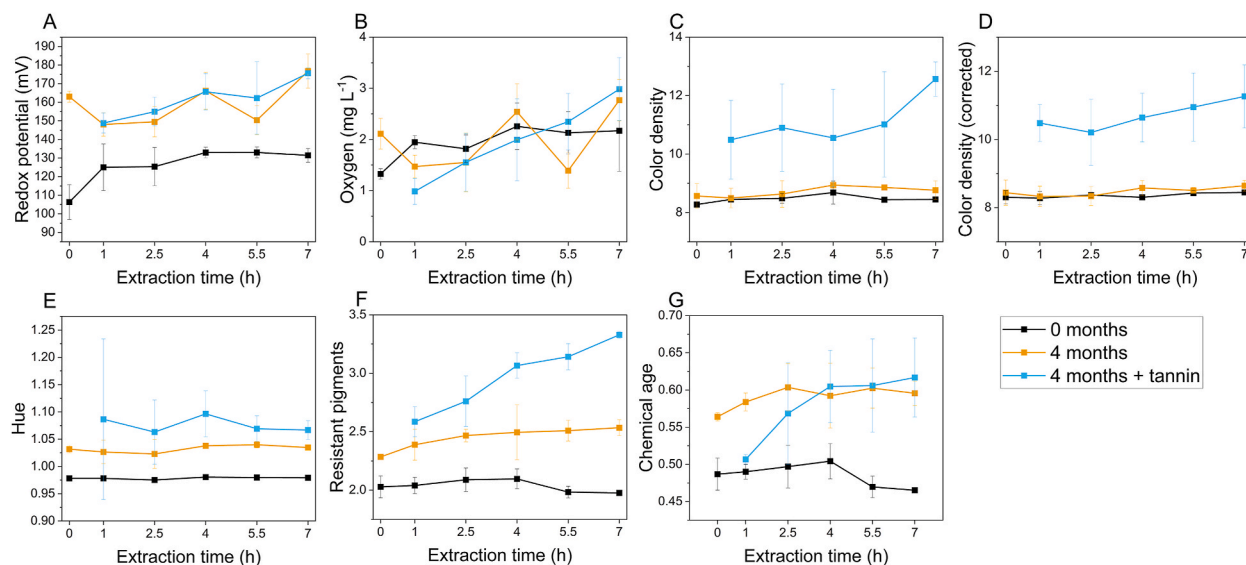 A
Redox potential (mV)
190
180
170
160
150
140
130
120
110
100
90
0 1 2.5 4 5.5 7
Extraction time (h)
B
Oxygen (mg L⁻¹)
4
3
2
1
0
0 1 2.5 4 5.5 7
Extraction time (h)
C
Color density
14
12
10
8
0 1 2.5 4 5.5 7
Extraction time (h)
D
Color density (corrected)
12
10
8
0 1 2.5 4 5.5 7
Extraction time (h)
E
Hue
1.25
1.20
1.15
1.10
1.05
1.00
0.95
0.90
0 1 2.5 4 5.5 7
Extraction time (h)
F
Resistant pigments
3.5
3.0
2.5
2.0
0 1 2.5 4 5.5 7
Extraction time (h)
G
Chemical age
0.70
0.65
0.60
0.55
0.50
0.45
0 1 2.5 4 5.5 7
Extraction time (h)
0 months
4 months
4 months + tannin